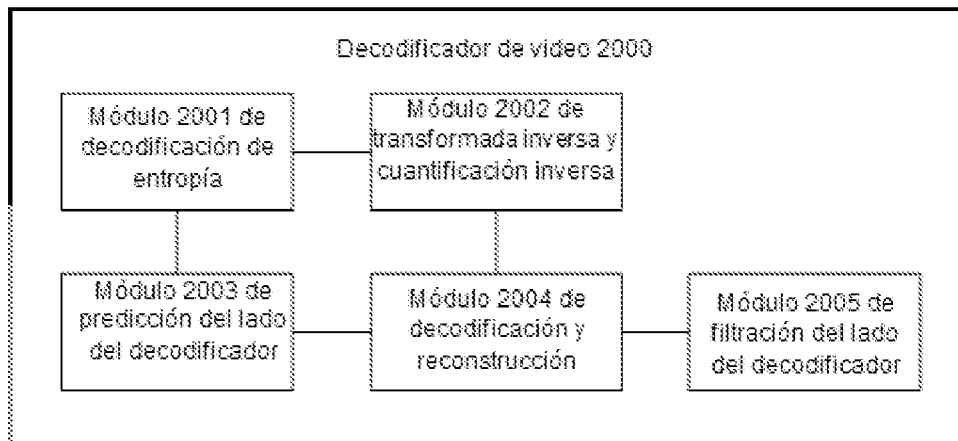 Decodificador de video 2000
Módulo 2001 de
decodificación de
entropía
Módulo 2002 de
transformada inversa y
cuantificación inversa
Módulo 2003 de
predicción del lado
del decodificador
Módulo 2004 de
decodificación y
reconstrucción
Módulo 2005 de
filtración del lado
del decodificador